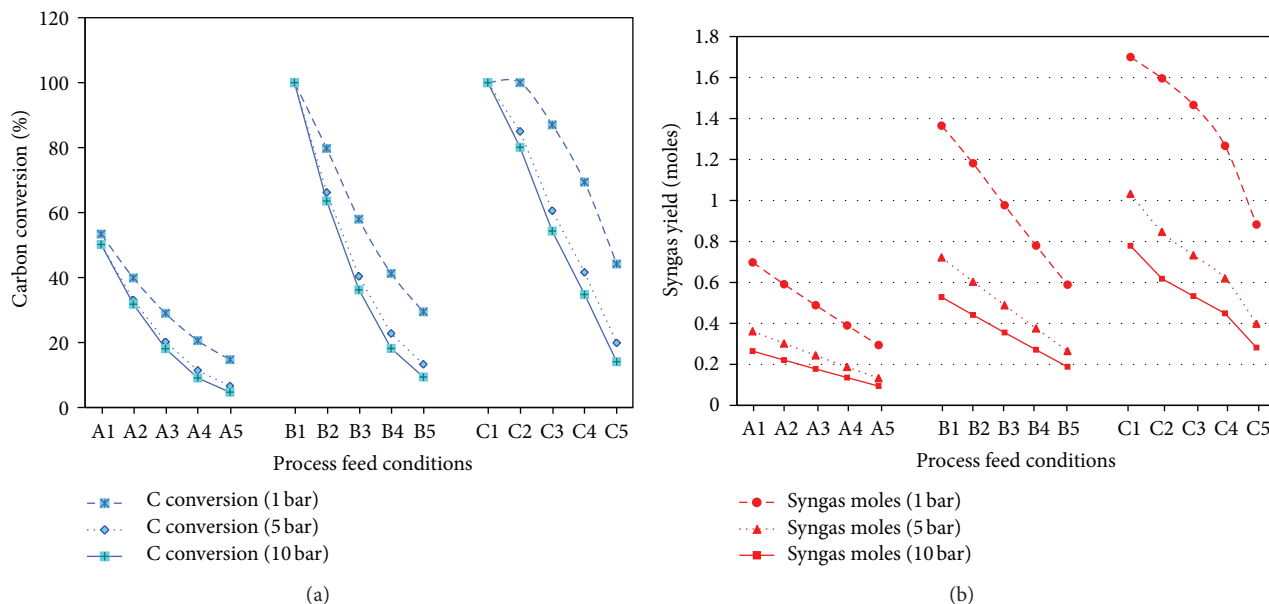 120
100
80
60
40
20
0
Carbon conversion (%)
A1 A2 A3 A4 A5 B1 B2 B3 B4 B5 C1 C2 C3 C4 C5
Process feed conditions
C conversion (1 bar)
C conversion (5 bar)
C conversion (10 bar)
(a)
1.8
1.6
1.4
1.2
1
0.8
0.6
0.4
0.2
0
Syngas yield (moles)
A1 A2 A3 A4 A5 B1 B2 B3 B4 B5 C1 C2 C3 C4 C5
Process feed conditions
Syngas moles (1 bar)
Syngas moles (5 bar)
Syngas moles (10 bar)
(b)